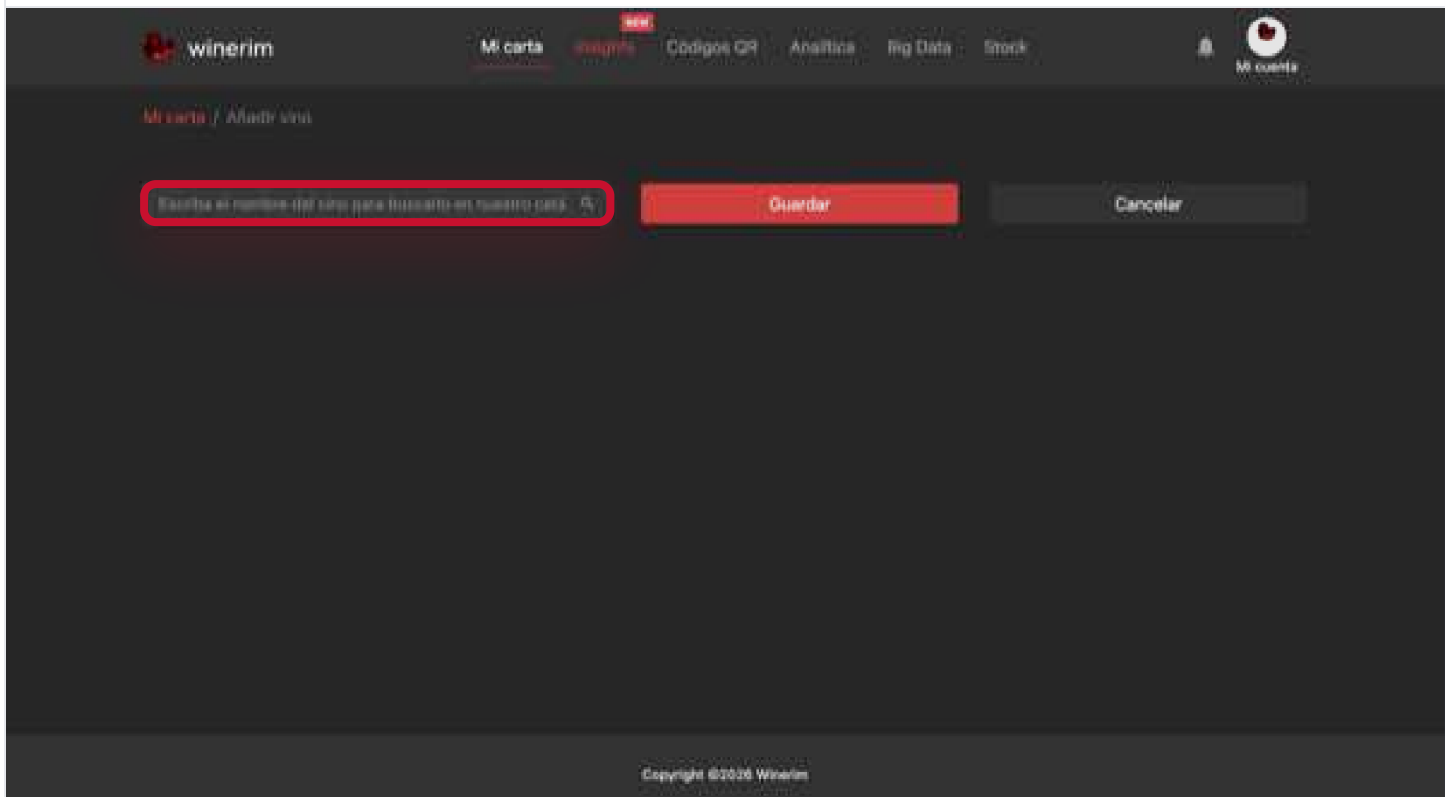 NEW
winerim
Mi carta
Insights
Códigos QR
Analítica
Big Data
Stock
Mi cuenta
Mi carta / Añadir vino
Escriba el nombre del vino para buscarlo en nuestro catá
Guardar
Cancelar
Copyright ©2026 Winerim